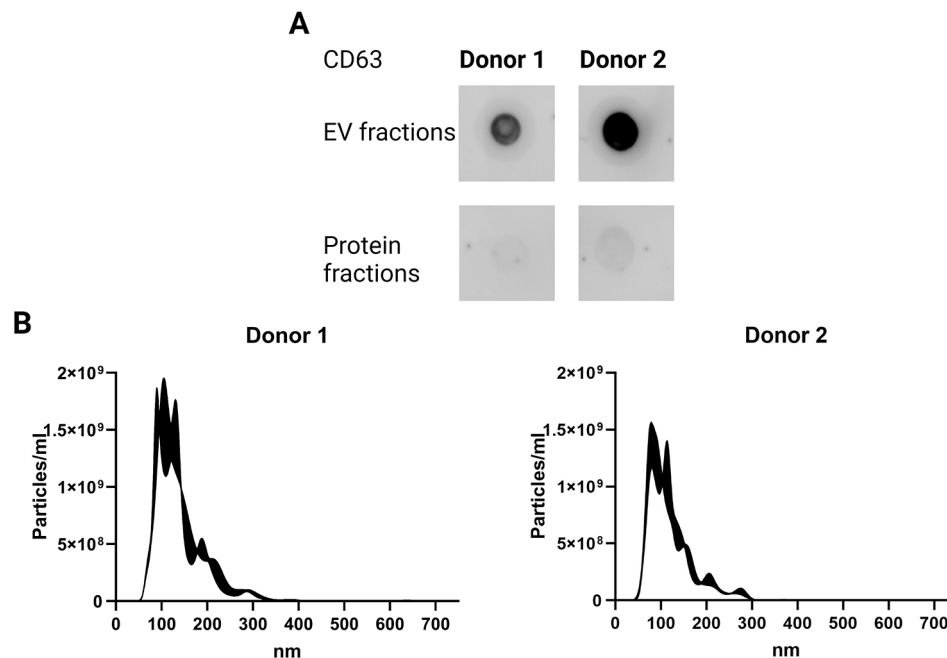 A
CD63 Donor 1 Donor 2
EV fractions
Protein
fractions
B
Donor 1
Donor 2
2×10⁹
1.5×10⁹
1×10⁹
5×10⁸
0
Particles/ml
0 100 200 300 400 500 600 700
nm
2×10⁹
1.5×10⁹
1×10⁹
5×10⁸
0
Particles/ml
0 100 200 300 400 500 600 700
nm